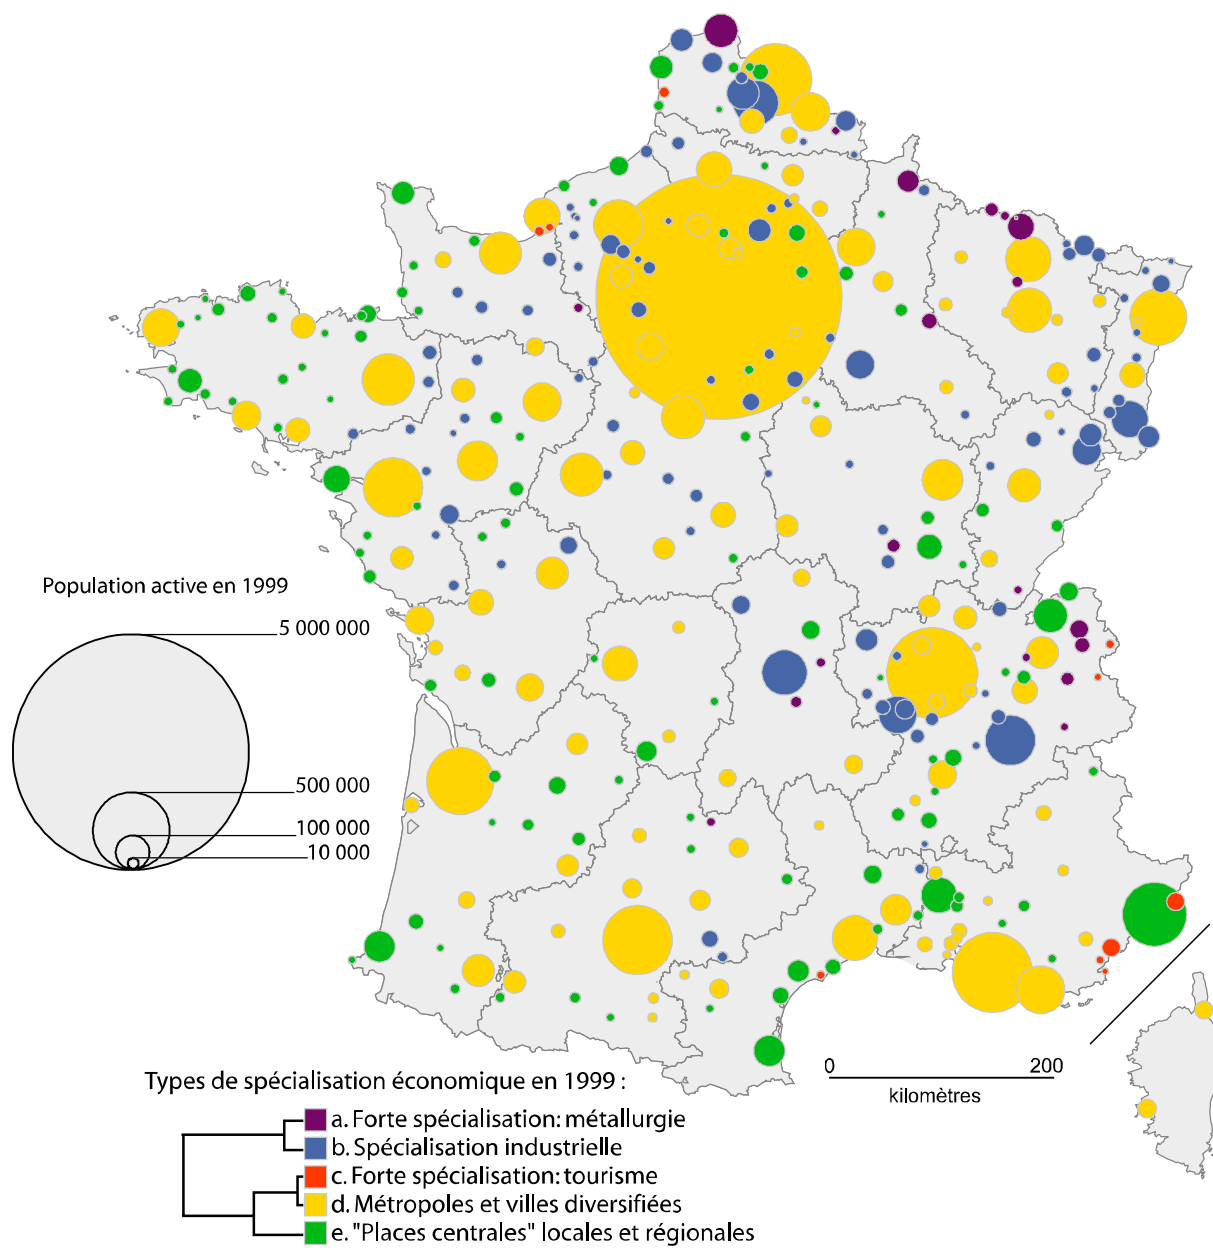 Population active en 1999
5 000 000
500 000
100 000
10 000
0 200
kilomètres
Types de spécialisation économique en 1999 :
a. Forte spécialisation: métallurgie
b. Spécialisation industrielle
c. Forte spécialisation: tourisme
d. Métropoles et villes diversifiées
e. "Places centrales" locales et régionales